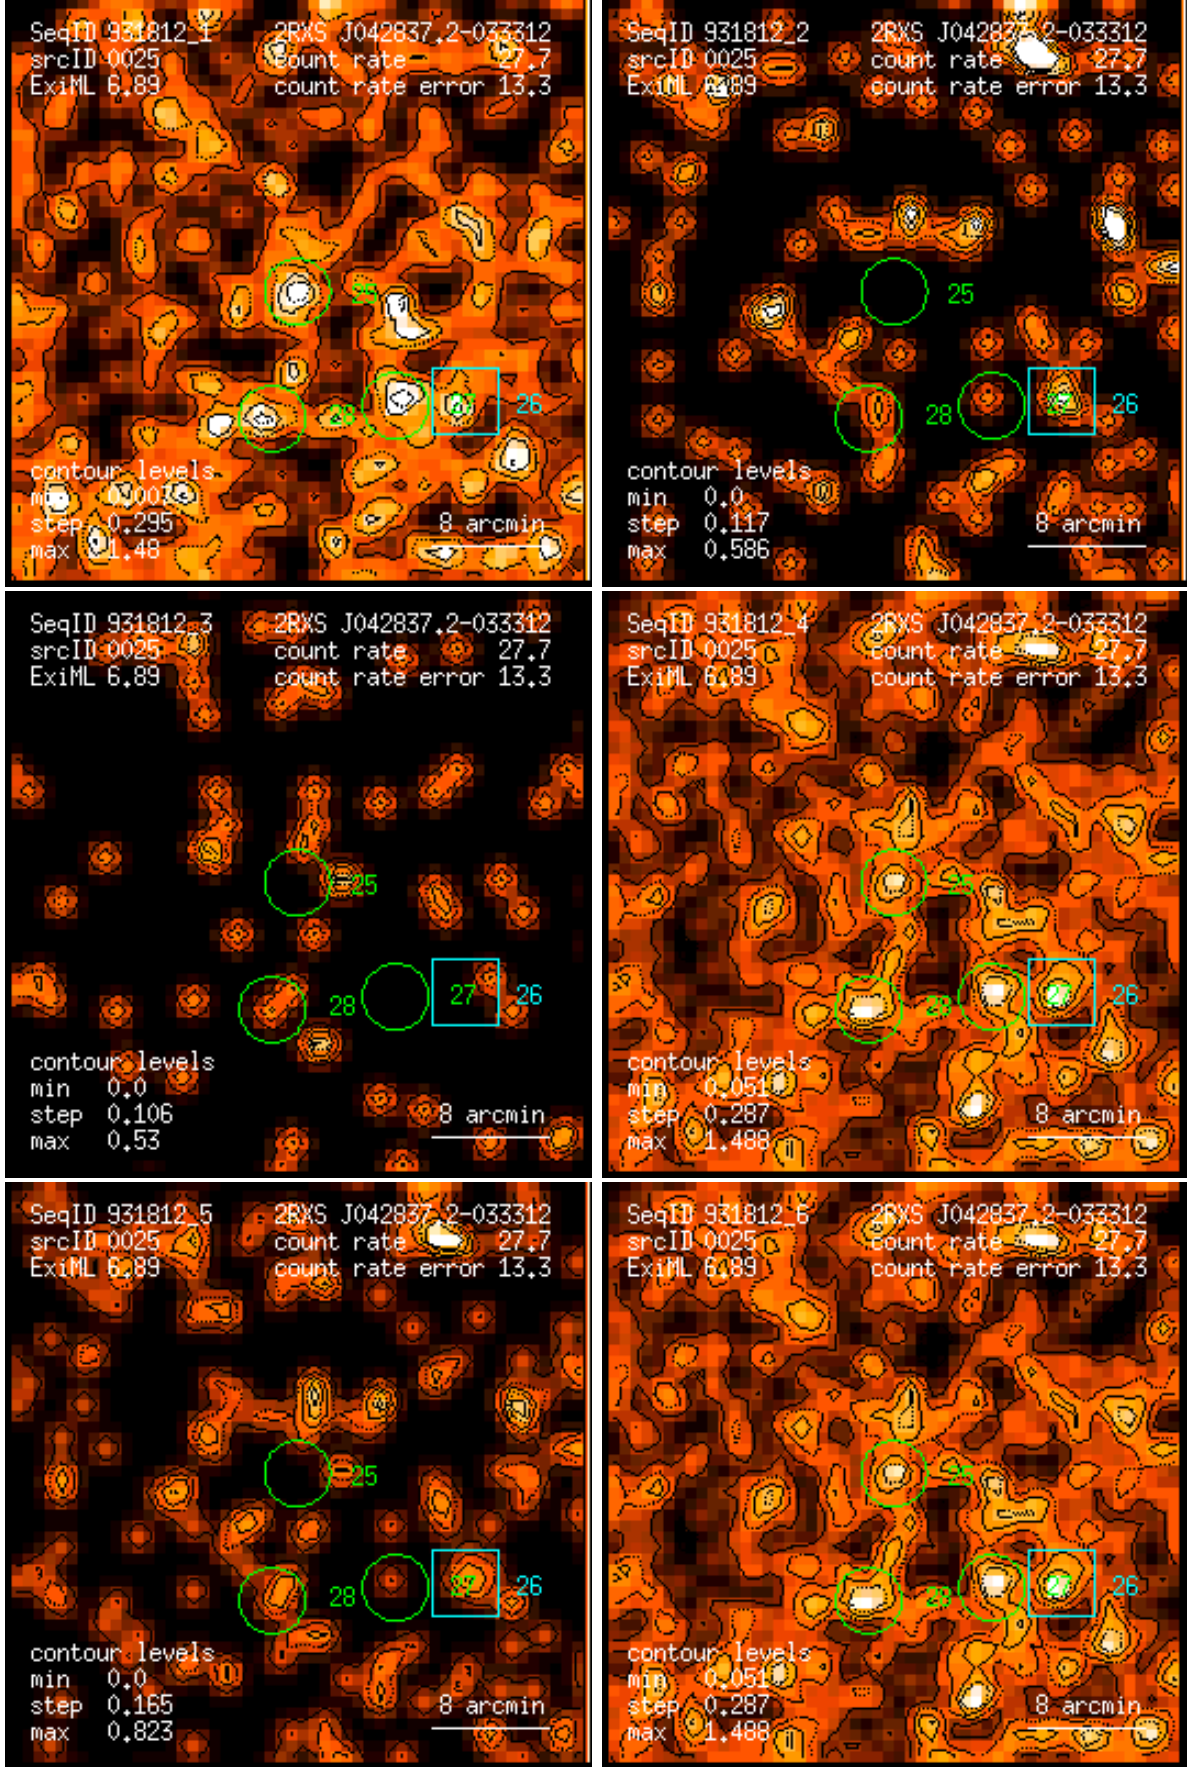 SeqID 931812_1 2RXS J042837.2-033312
srcID 0025 count rate 27.7
ExiML 6.89 count rate error 13.3
25
28 27 26
contour levels
min
step 0.295
max 1.48
8 arcmin
SeqID 931812_2 2RXS J042837.2-033312
srcID 0025 count rate 27.7
ExiML 6.89 count rate error 13.3
25
28 27 26
contour levels
min 0.0
step 0.117
max 0.586
8 arcmin
SeqID 931812_3 2RXS J042837.2-033312
srcID 0025 count rate 27.7
ExiML 6.89 count rate error 13.3
25
28 27 26
contour levels
min 0.0
step 0.106
max 0.53
8 arcmin
SeqID 931812_4 2RXS J042837.2-033312
srcID 0025 count rate 27.7
ExiML 6.89 count rate error 13.3
25
28 27 26
contour levels
min 0.051
step 0.287
max 1.488
8 arcmin
SeqID 931812_5 2RXS J042837.2-033312
srcID 0025 count rate 27.7
ExiML 6.89 count rate error 13.3
25
28 27 26
contour levels
min 0.0
step 0.165
max 0.823
8 arcmin
SeqID 931812_6 2RXS J042837.2-033312
srcID 0025 count rate 27.7
ExiML 6.89 count rate error 13.3
25
28 27 26
contour levels
min 0.051
step 0.287
max 1.488
8 arcmin